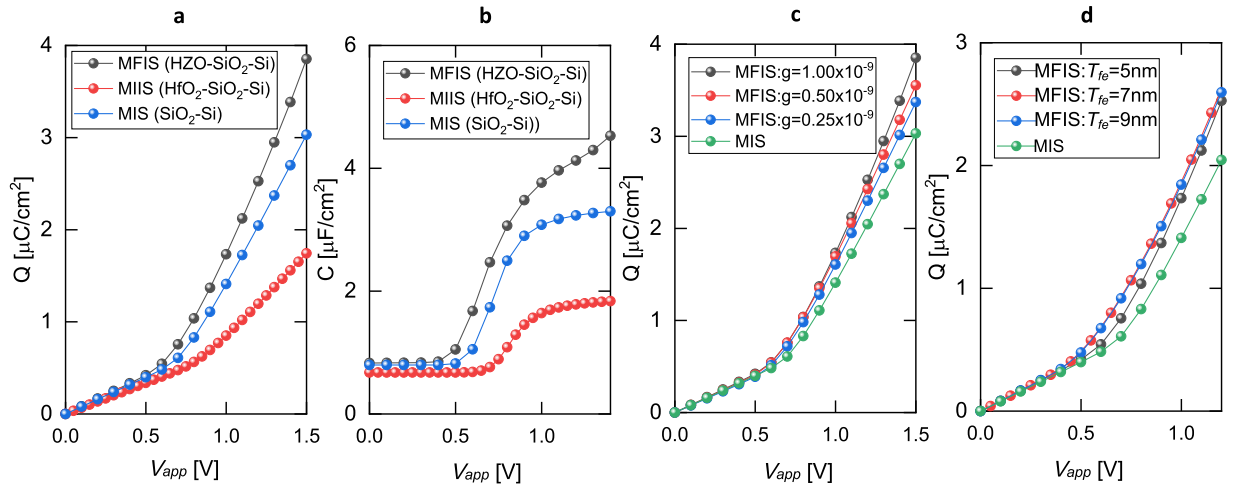 a
4
3
2
1
0
Q [μC/cm²]
MFIS (HZO-SiO₂-Si)
MIIS (HfO₂-SiO₂-Si)
MIS (SiO₂-Si)
0.0 0.5 1.0 1.5
Vapp [V]
b
6
4
2
0
C [μF/cm²]
MFIS (HZO-SiO₂-Si)
MIIS (HfO₂-SiO₂-Si)
MIS (SiO₂-Si))
0.0 0.5 1.0
Vapp [V]
c
4
3
2
1
0
Q [μC/cm²]
MFIS:g=1.00x10⁻⁹
MFIS:g=0.50x10⁻⁹
MFIS:g=0.25x10⁻⁹
MIS
0.0 0.5 1.0 1.5
Vapp [V]
d
3
2
1
0
Q [μC/cm²]
MFIS:Tfe=5nm
MFIS:Tfe=7nm
MFIS:Tfe=9nm
MIS
0.0 0.5 1.0
Vapp [V]